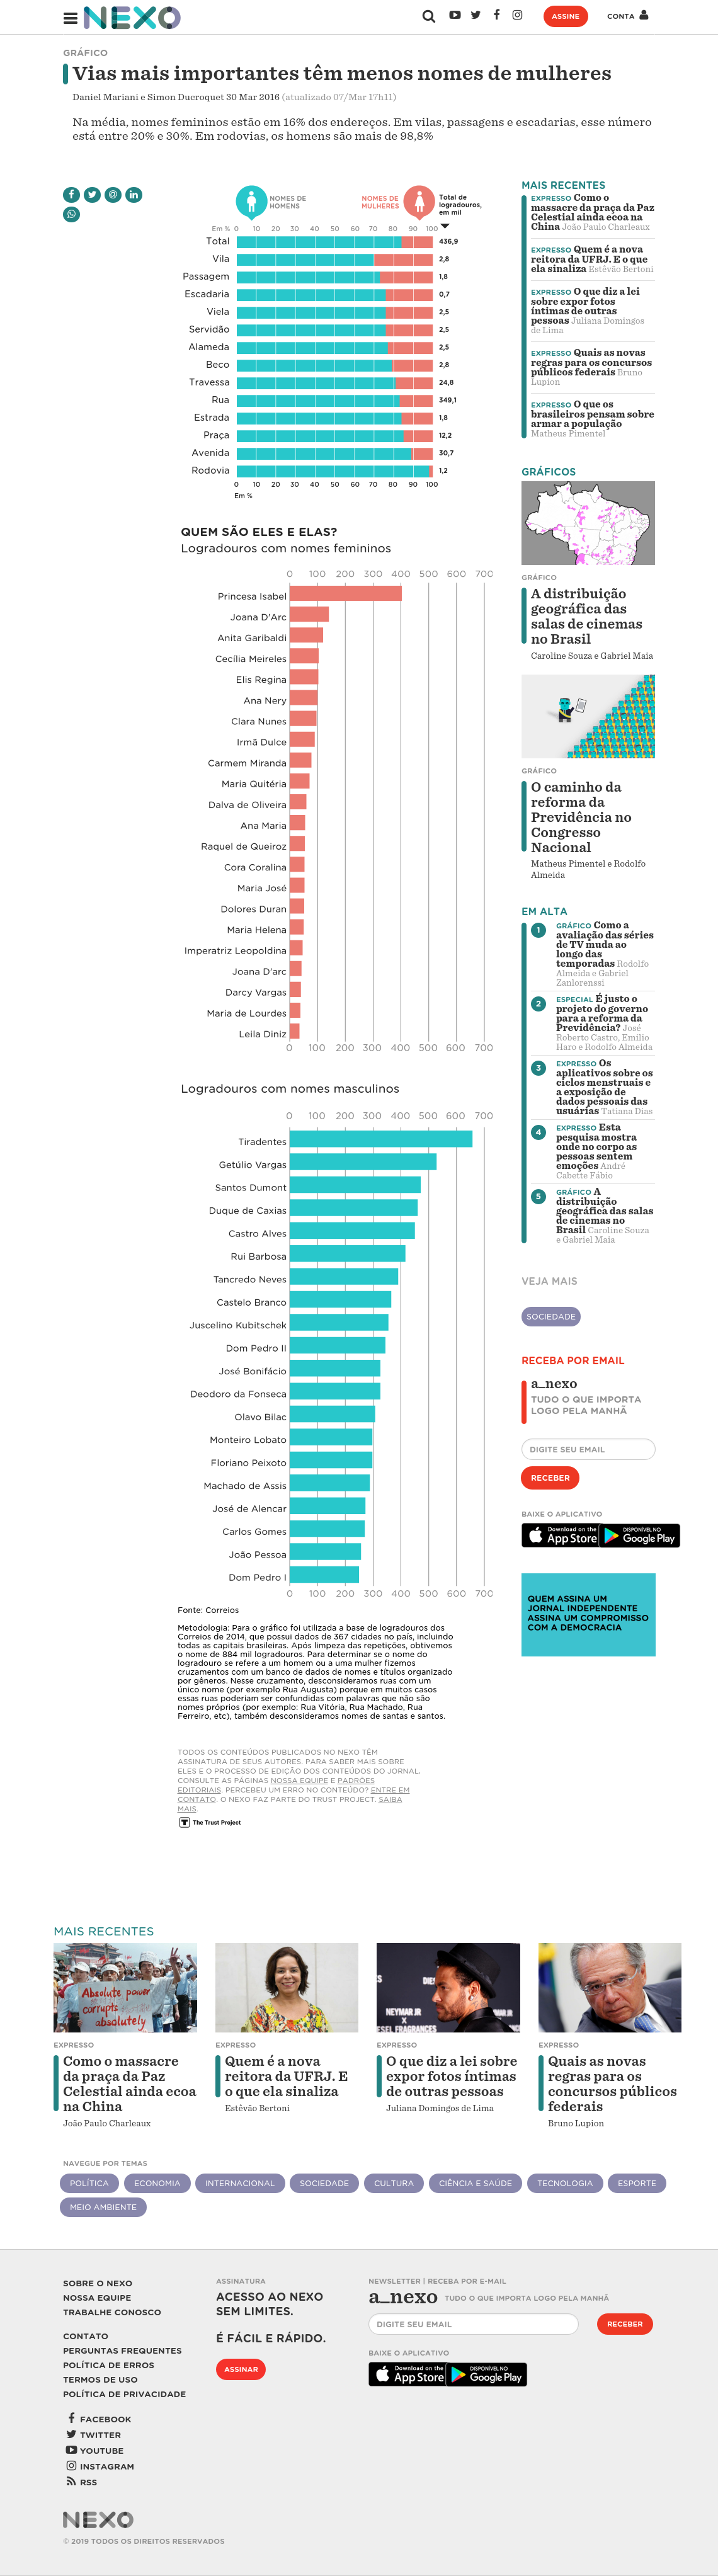 NEXO
ASSINE
CONTA
GRÁFICO
Vias mais importantes têm menos nomes de mulheres
Daniel Mariani e Simon Ducroquet 30 Mar 2016 (atualizado 07/Mar 17h11)
Na média, nomes femininos estão em 16% dos endereços. Em vilas, passagens e escadarias, esse número
está entre 20% e 30%. Em rodovias, os homens são mais de 98,8%
NOMES DE
HOMENS
NOMES DE
MULHERES
Total de
logradouros,
em mil
Em % 0 10 20 30 40 50 60 70 80 90 100
Total 436,9
Vila 2,8
Passagem 1,8
Escadaria 0,7
Viela 2,5
Servidão 2,5
Alameda 2,5
Beco 2,8
Travessa 24,8
Rua 349,1
Estrada 1,8
Praça 12,2
Avenida 30,7
Rodovia 1,2
0 10 20 30 40 50 60 70 80 90 100
Em %
QUEM SÃO ELES E ELAS?
Logradouros com nomes femininos
0 100 200 300 400 500 600 700
Princesa Isabel
Joana D'Arc
Anita Garibaldi
Cecília Meireles
Elis Regina
Ana Nery
Clara Nunes
Irmã Dulce
Carmem Miranda
Maria Quitéria
Dalva de Oliveira
Ana Maria
Raquel de Queiroz
Cora Coralina
Maria José
Dolores Duran
Maria Helena
Imperatriz Leopoldina
Joana D'arc
Darcy Vargas
Maria de Lourdes
Leila Diniz
0 100 200 300 400 500 600 700
Logradouros com nomes masculinos
0 100 200 300 400 500 600 700
Tiradentes
Getúlio Vargas
Santos Dumont
Duque de Caxias
Castro Alves
Rui Barbosa
Tancredo Neves
Castelo Branco
Juscelino Kubitschek
Dom Pedro II
José Bonifácio
Deodoro da Fonseca
Olavo Bilac
Monteiro Lobato
Floriano Peixoto
Machado de Assis
José de Alencar
Carlos Gomes
João Pessoa
Dom Pedro I
0 100 200 300 400 500 600 700
Fonte: Correios
Metodologia: Para o gráfico foi utilizada a base de logradouros dos
Correios de 2014, que possui dados de 367 cidades no país, incluindo
todas as capitais brasileiras. Após limpeza das repetições, obtivemos
o nome de 884 mil logradouros. Para determinar se o nome do
logradouro se refere a um homem ou a uma mulher fizemos
cruzamentos com um banco de dados de nomes e títulos organizado
por gêneros. Nesse cruzamento, desconsideramos ruas com um
único nome (por exemplo Rua Augusta) porque em muitos casos
essas ruas poderiam ser confundidas com palavras que não são
nomes próprios (por exemplo: Rua Vitória, Rua Machado, Rua
Ferreiro, etc), também desconsideramos nomes de santas e santos.
TODOS OS CONTEÚDOS PUBLICADOS NO NEXO TÊM
ASSINATURA DE SEUS AUTORES. PARA SABER MAIS SOBRE
ELES E O PROCESSO DE EDIÇÃO DOS CONTEÚDOS DO JORNAL,
CONSULTE AS PÁGINAS NOSSA EQUIPE E PADRÕES
EDITORIAIS. PERCEBEU UM ERRO NO CONTEÚDO? ENTRE EM
CONTATO. O NEXO FAZ PARTE DO TRUST PROJECT. SAIBA
MAIS.
T The Trust Project
MAIS RECENTES
EXPRESSO Como o
massacre da praça da Paz
Celestial ainda ecoa na
China João Paulo Charleaux
EXPRESSO Quem é a nova
reitora da UFRJ. E o que
ela sinaliza Estêvão Bertoni
EXPRESSO O que diz a lei
sobre expor fotos
íntimas de outras
pessoas Juliana Domingos
de Lima
EXPRESSO Quais as novas
regras para os concursos
públicos federais Bruno
Lupion
EXPRESSO O que os
brasileiros pensam sobre
armar a população
Matheus Pimentel
GRÁFICOS
GRÁFICO
A distribuição
geográfica das
salas de cinemas
no Brasil
Caroline Souza e Gabriel Maia
GRÁFICO
O caminho da
reforma da
Previdência no
Congresso
Nacional
Matheus Pimentel e Rodolfo
Almeida
EM ALTA
1 GRÁFICO Como a
avaliação das séries
de TV muda ao
longo das
temporadas Rodolfo
Almeida e Gabriel
Zanlorenssi
2 ESPECIAL É justo o
projeto do governo
para a reforma da
Previdência? José
Roberto Castro, Emilio
Haro e Rodolfo Almeida
3 EXPRESSO Os
aplicativos sobre os
ciclos menstruais e
a exposição de
dados pessoais das
usuárias Tatiana Dias
4 EXPRESSO Esta
pesquisa mostra
onde no corpo as
pessoas sentem
emoções André
Cabette Fábio
5 GRÁFICO A
distribuição
geográfica das salas
de cinemas no
Brasil Caroline Souza
e Gabriel Maia
VEJA MAIS
SOCIEDADE
RECEBA POR EMAIL
a_nexo
TUDO O QUE IMPORTA
LOGO PELA MANHÃ
DIGITE SEU EMAIL
RECEBER
BAIXE O APLICATIVO
Download on the App Store
DISPONÍVEL NO Google Play
QUEM ASSINA UM
JORNAL INDEPENDENTE
ASSINA UM COMPROMISSO
COM A DEMOCRACIA
MAIS RECENTES
Absolute power
corrupts
absolutely
NEYMAR JR
DIESEL FRAGRANCES
EXPRESSO
Como o massacre
da praça da Paz
Celestial ainda ecoa
na China
João Paulo Charleaux
EXPRESSO
Quem é a nova
reitora da UFRJ. E
o que ela sinaliza
Estêvão Bertoni
EXPRESSO
O que diz a lei sobre
expor fotos íntimas
de outras pessoas
Juliana Domingos de Lima
EXPRESSO
Quais as novas
regras para os
concursos públicos
federais
Bruno Lupion
NAVEGUE POR TEMAS
POLÍTICA ECONOMIA INTERNACIONAL SOCIEDADE CULTURA CIÊNCIA E SAÚDE TECNOLOGIA ESPORTE
MEIO AMBIENTE
SOBRE O NEXO
NOSSA EQUIPE
TRABALHE CONOSCO
CONTATO
PERGUNTAS FREQUENTES
POLÍTICA DE ERROS
TERMOS DE USO
POLÍTICA DE PRIVACIDADE
FACEBOOK
TWITTER
YOUTUBE
INSTAGRAM
RSS
ASSINATURA
ACESSO AO NEXO
SEM LIMITES.
É FÁCIL E RÁPIDO.
ASSINAR
NEWSLETTER | RECEBA POR E-MAIL
a_nexo TUDO O QUE IMPORTA LOGO PELA MANHÃ
DIGITE SEU EMAIL
RECEBER
BAIXE O APLICATIVO
Download on the App Store
DISPONÍVEL NO Google Play
NEXO
© 2019 TODOS OS DIREITOS RESERVADOS